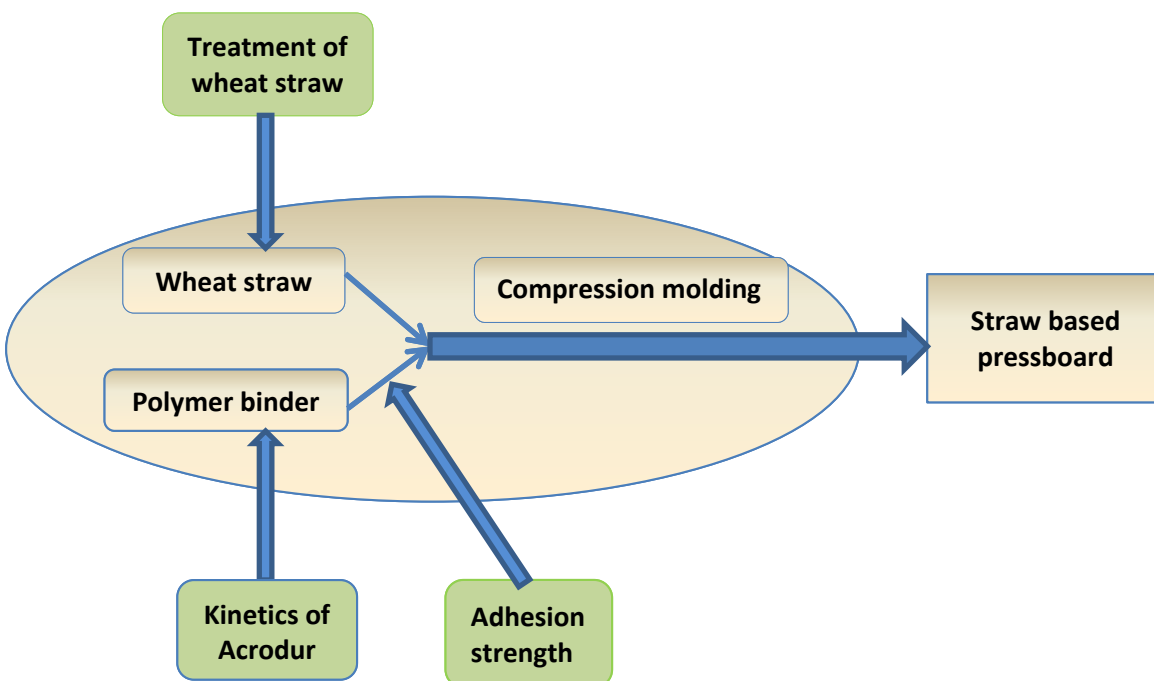 Treatment of
wheat straw
Wheat straw
Compression molding
Straw based
pressboard
Polymer binder
Kinetics of
Acrodur
Adhesion
strength